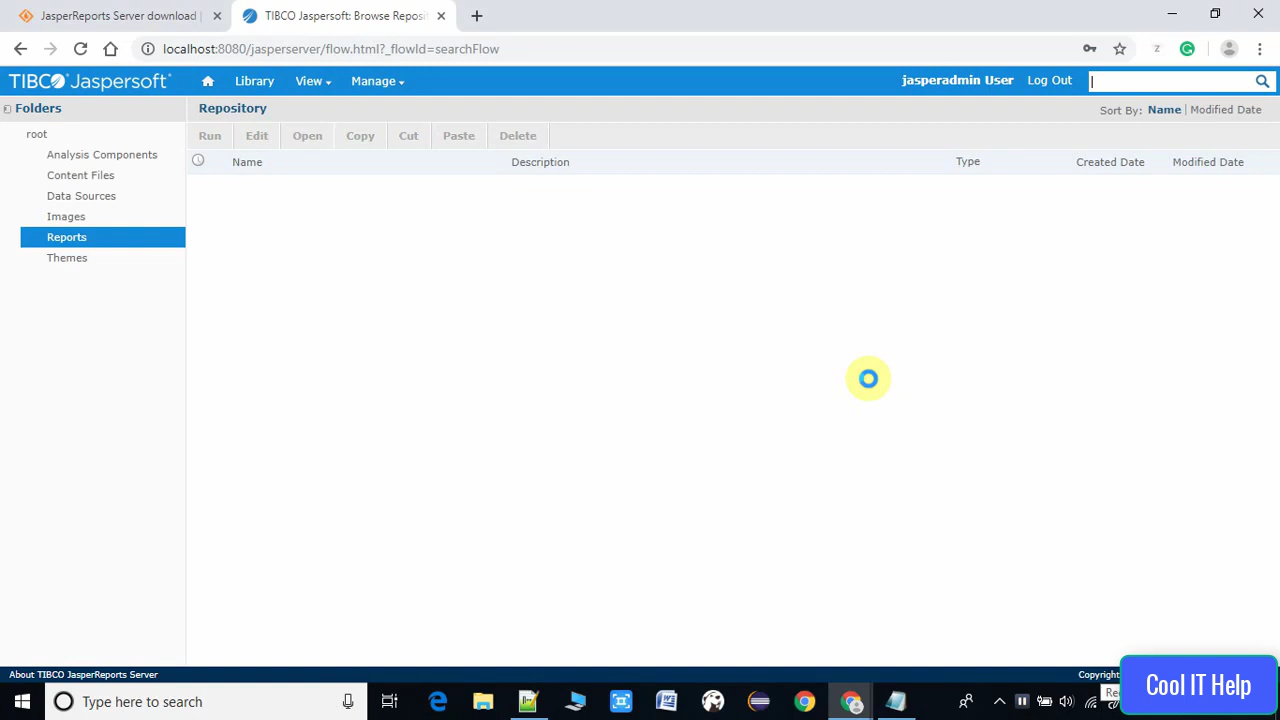 JasperReports Server download |
TIBCO Jaspersoft: Browse Reposit
localhost:8080/jasperserver/flow.html?_flowId=searchFlow
TIBCO Jaspersoft
Library
View
Manage
jasperadmin User
Log Out
Folders
Repository
Sort By: Name | Modified Date
root
Run
Edit
Open
Copy
Cut
Paste
Delete
Analysis Components
Name
Description
Type
Created Date
Modified Date
Content Files
Data Sources
Images
Reports
Themes
About TIBCO JasperReports Server
Copyright
Type here to search
Cool IT Help